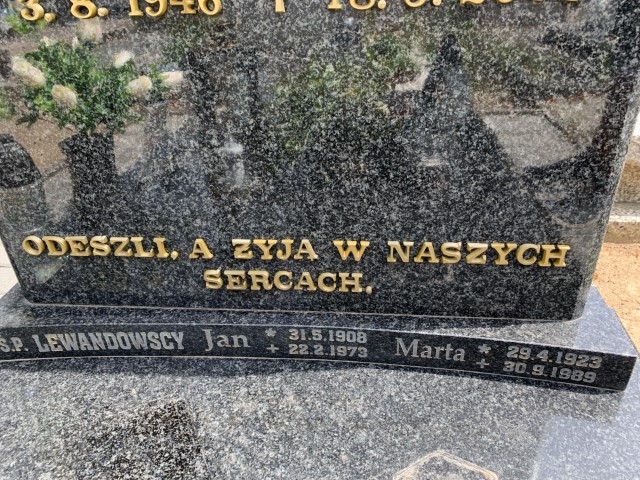 3. 8. 1946
ODESZLI, A ZYJA W NASZYCH
SERCACH.
S.P. LEWANDOWSCY Jan * 31.5.1908 + 22.2.1973 Marta * 29.4.1923 + 30.9.1989